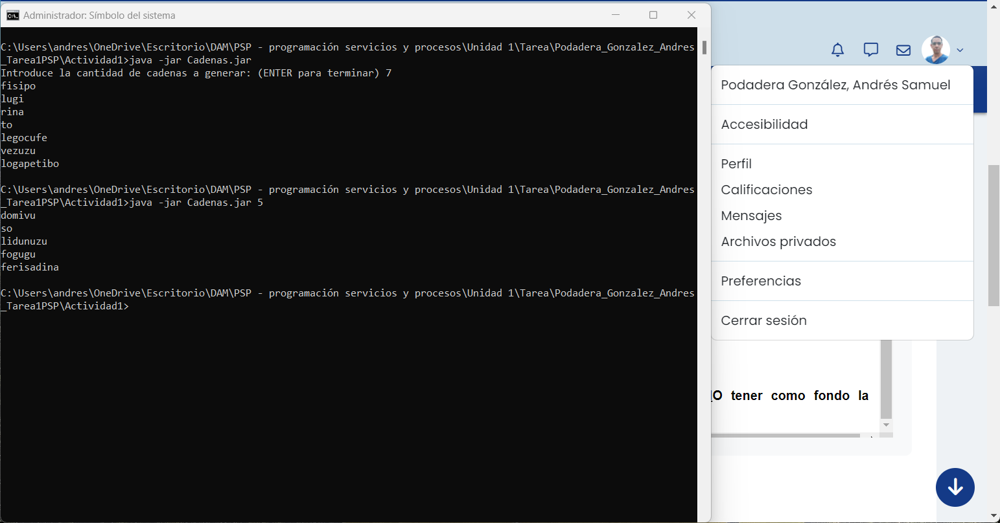 Administrador: Símbolo del sistema
C:\Users\andres\OneDrive\Escritorio\DAM\PSP - programación servicios y procesos\Unidad 1\Tarea\Podadera_Gonzalez_Andres
_Tarea1PSP\Actividad1>java -jar Cadenas.jar
Introduce la cantidad de cadenas a generar: (ENTER para terminar) 7
fisipo
lugi
rina
to
legocufe
vezuzu
logapetibo
C:\Users\andres\OneDrive\Escritorio\DAM\PSP - programación servicios y procesos\Unidad 1\Tarea\Podadera_Gonzalez_Andres
_Tarea1PSP\Actividad1>java -jar Cadenas.jar 5
domivu
so
lidunuzu
fogugu
ferisadina
C:\Users\andres\OneDrive\Escritorio\DAM\PSP - programación servicios y procesos\Unidad 1\Tarea\Podadera_Gonzalez_Andres
_Tarea1PSP\Actividad1>
Podadera González, Andrés Samuel
Accesibilidad
Perfil
Calificaciones
Mensajes
Archivos privados
Preferencias
Cerrar sesión
O tener como fondo la